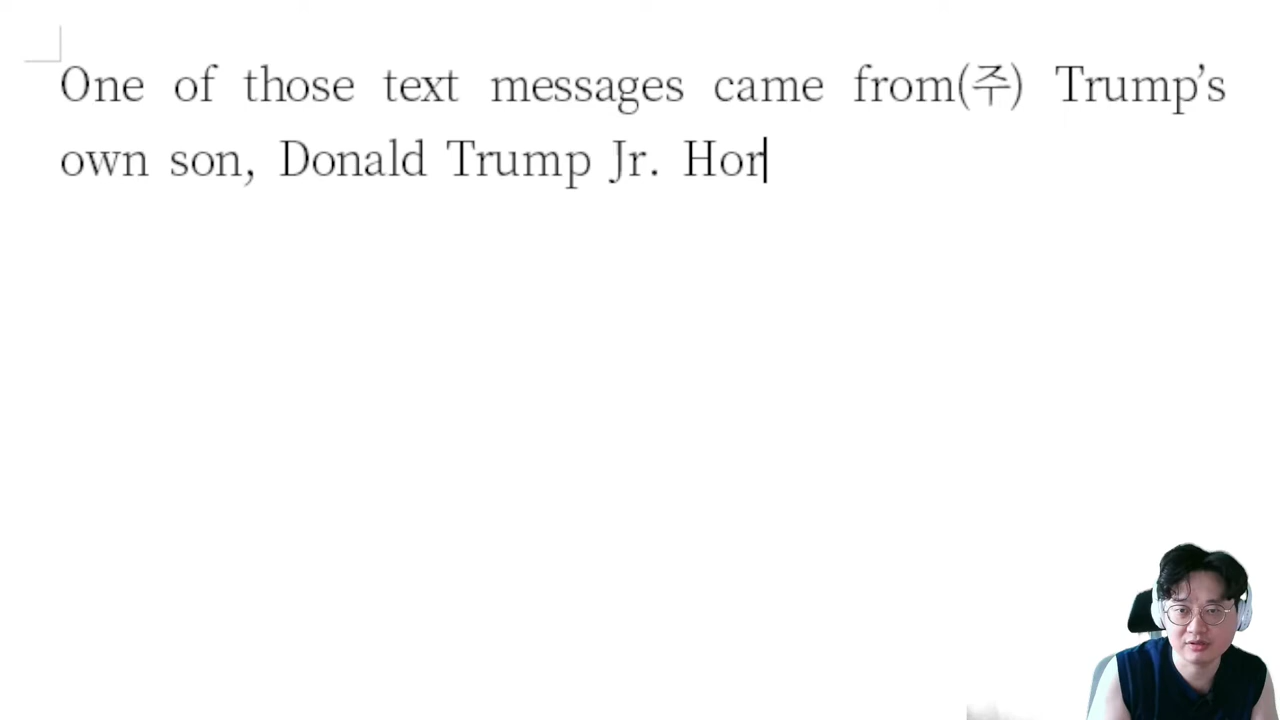 One of those text messages came from(주) Trump’s
own son, Donald Trump Jr. Hor